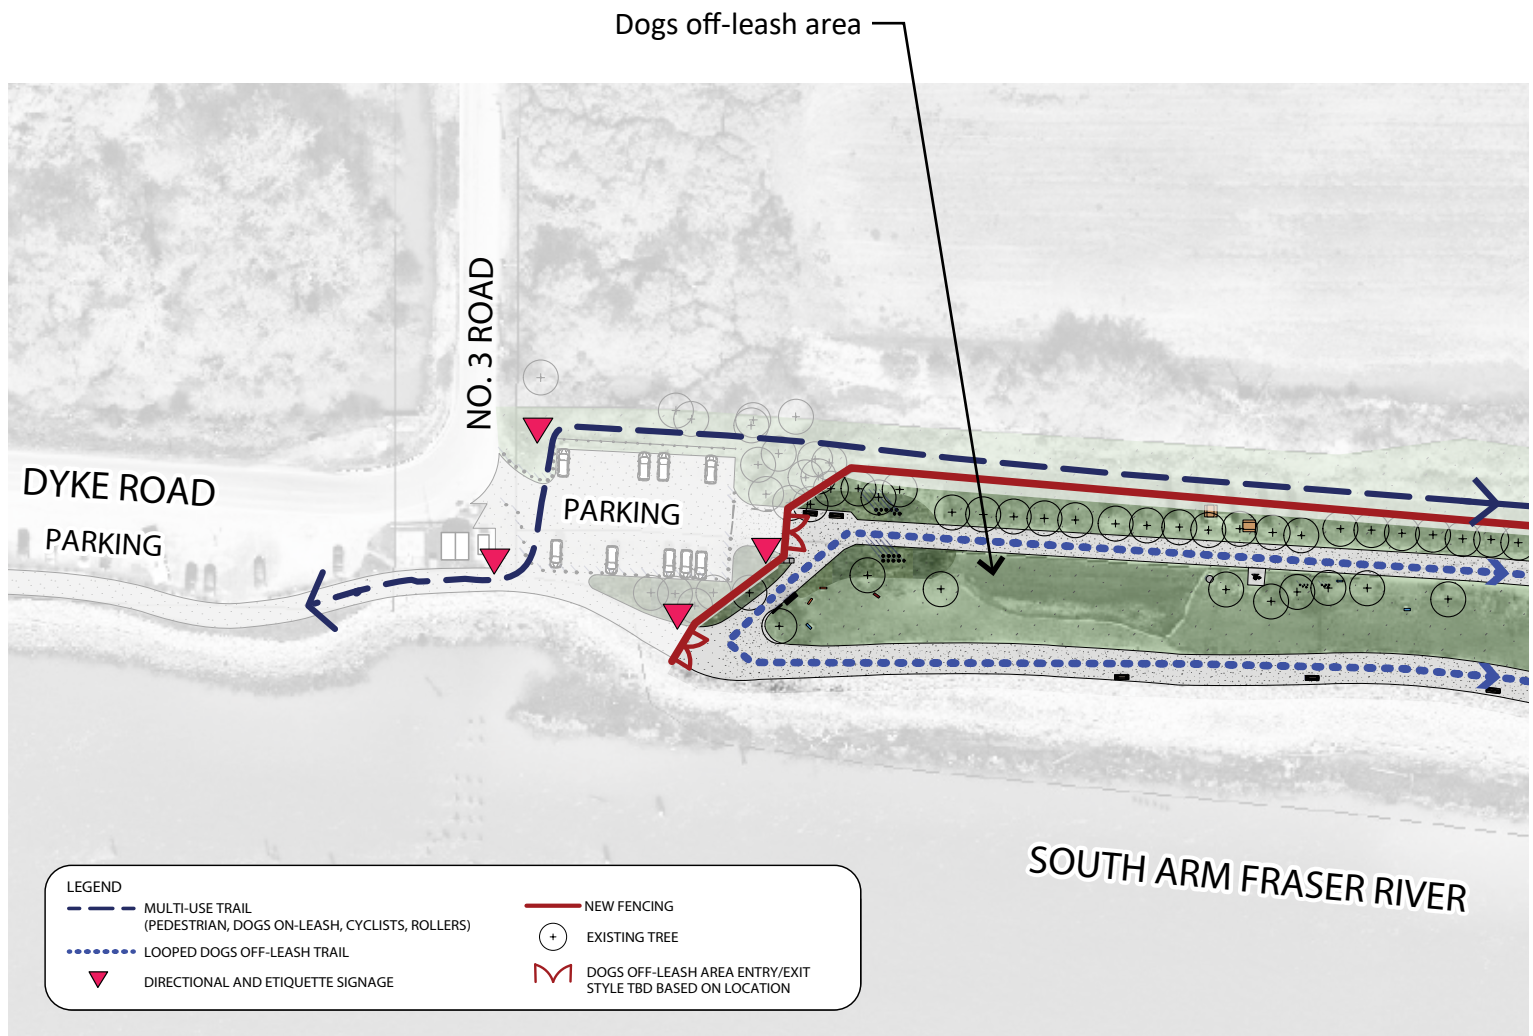 Dogs off-leash area
NO. 3 ROAD
DYKE ROAD
PARKING
PARKING
SOUTH ARM FRASER RIVER
LEGEND
MULTI-USE TRAIL
(PEDESTRIAN, DOGS ON-LEASH, CYCLISTS, ROLLERS)
LOOPED DOGS OFF-LEASH TRAIL
DIRECTIONAL AND ETIQUETTE SIGNAGE
NEW FENCING
EXISTING TREE
DOGS OFF-LEASH AREA ENTRY/EXIT
STYLE TBD BASED ON LOCATION